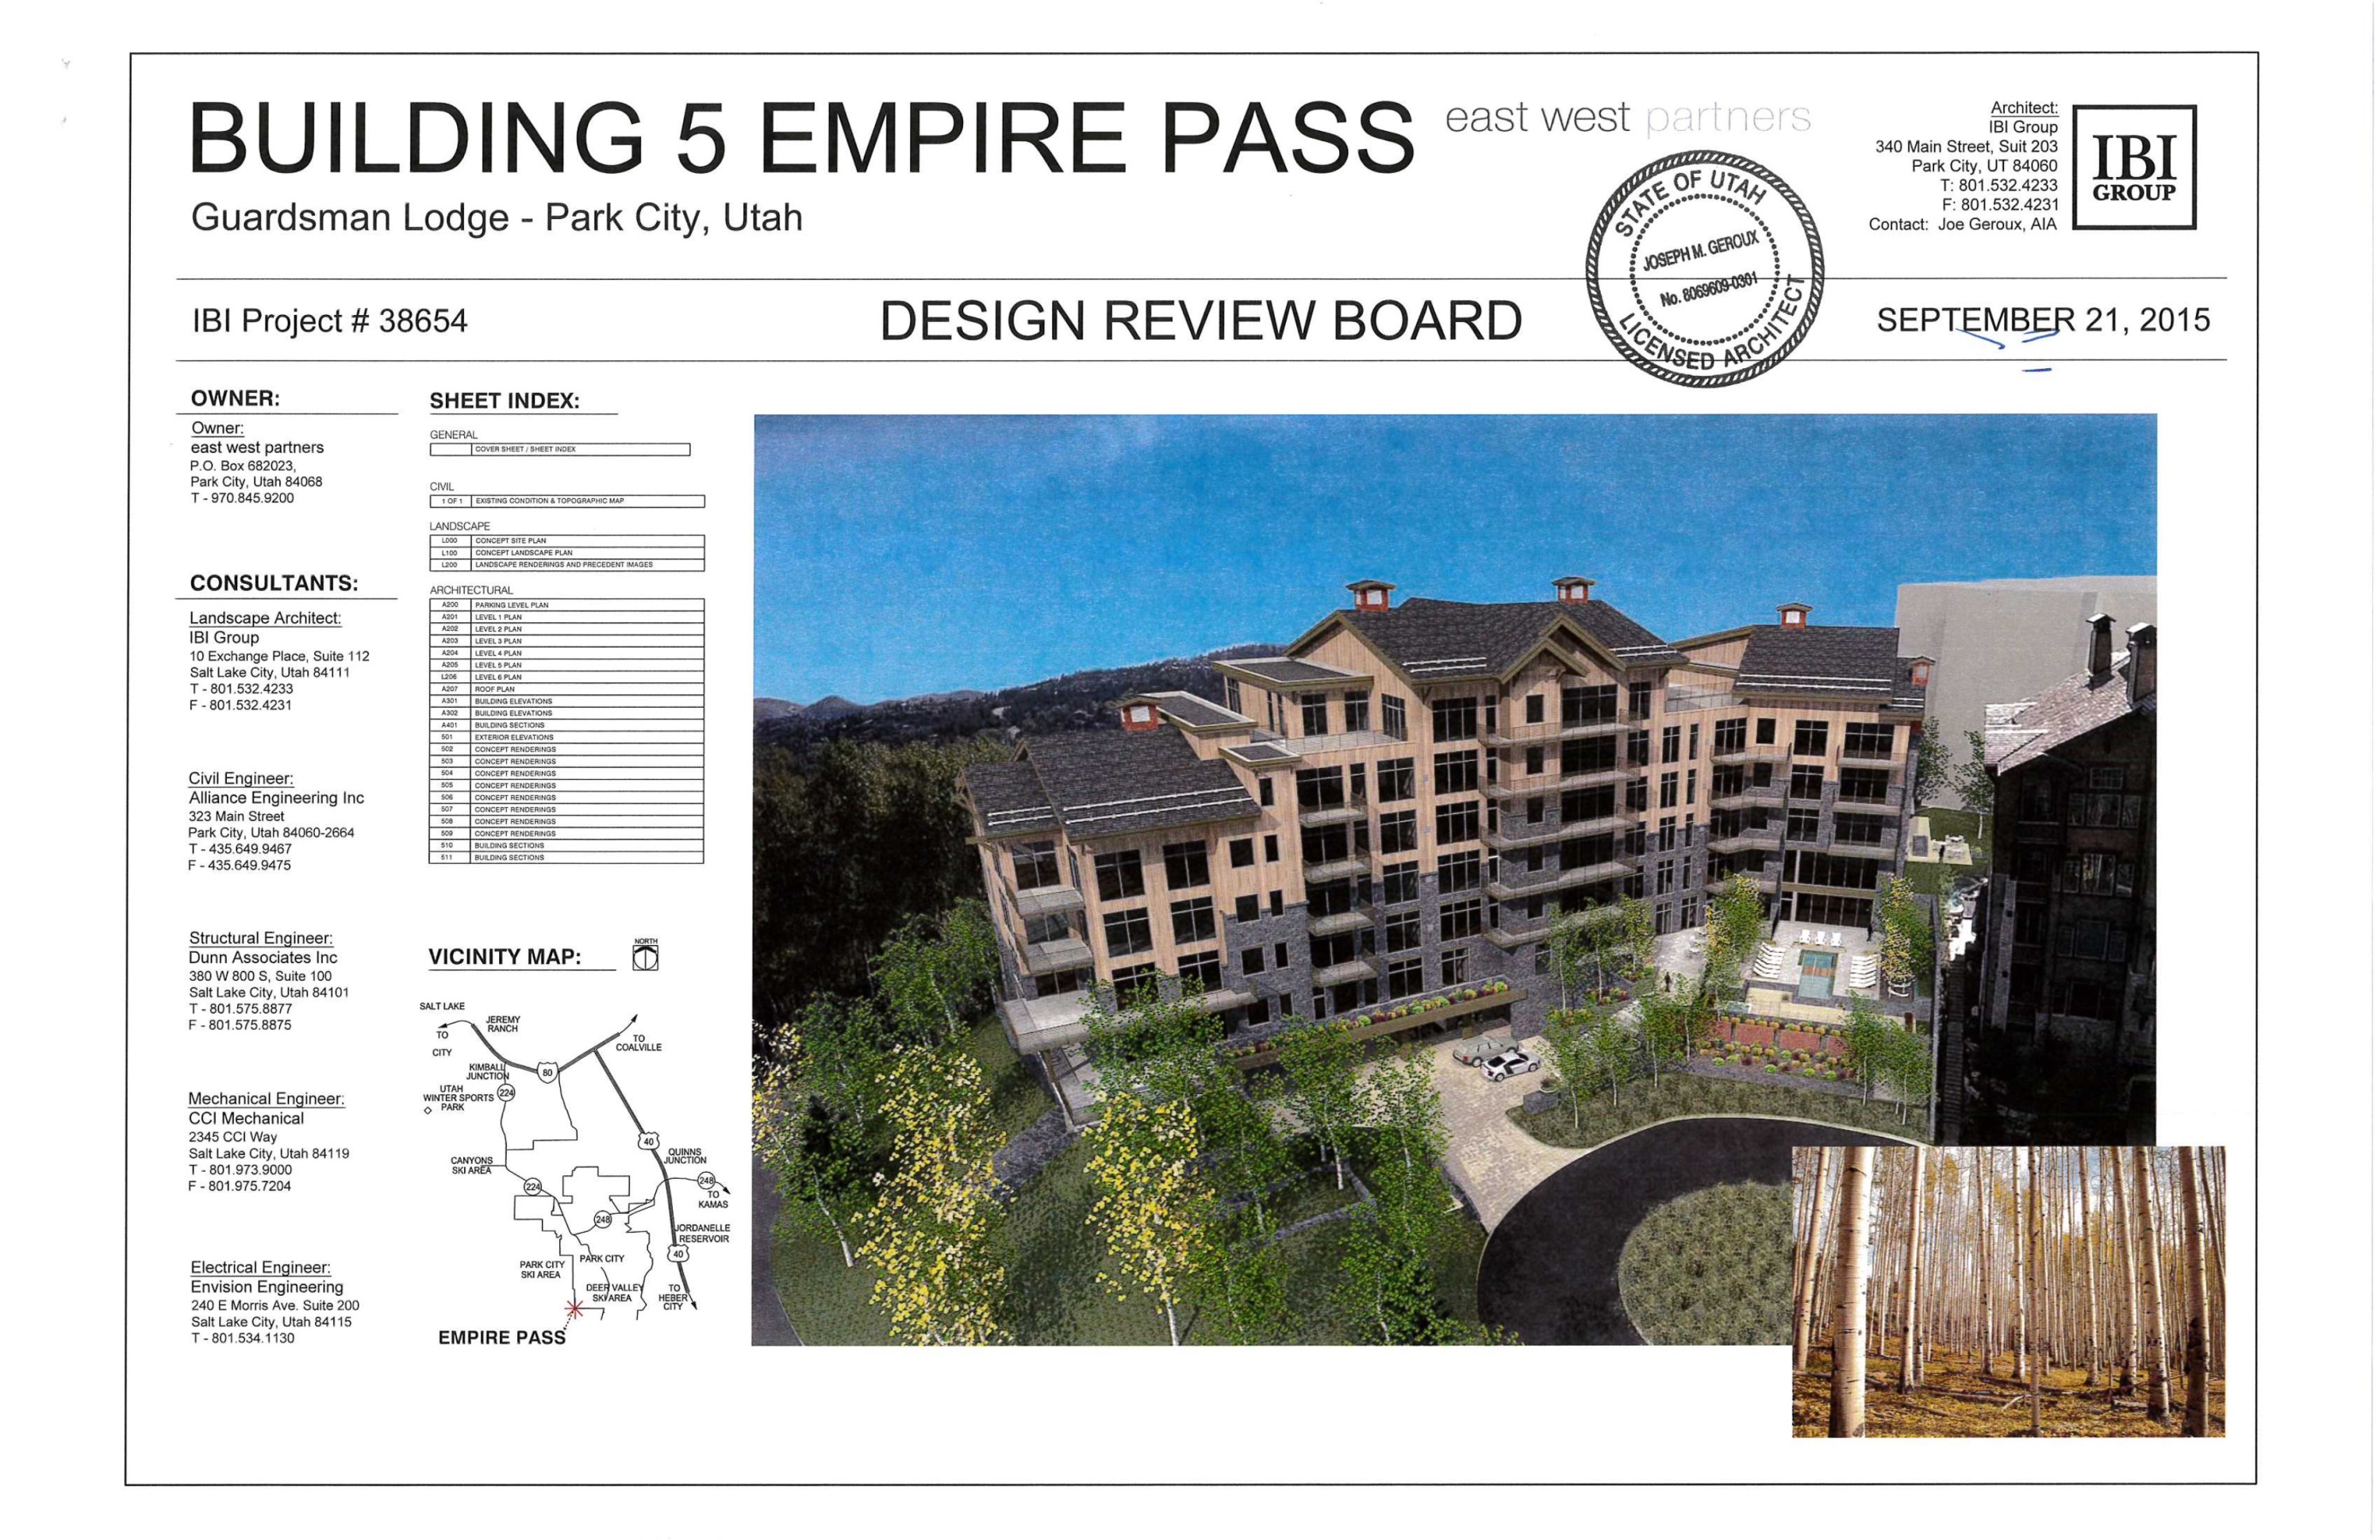 BUILDING 5 EMPIRE PASS
east west partners
Guardsman Lodge - Park City, Utah
Architect:
IBI Group
340 Main Street, Suit 203
Park City, UT 84060
T: 801.532.4233
F: 801.532.4231
Contact: Joe Geroux, AIA
IBI
GROUP
STATE OF UTAH
JOSEPH M. GEROUX
No. 8069609-0301
LICENSED ARCHITECT
IBI Project # 38654
DESIGN REVIEW BOARD
SEPTEMBER 21, 2015
OWNER:
Owner:
east west partners
P.O. Box 682023,
Park City, Utah 84068
T - 970.845.9200
CONSULTANTS:
Landscape Architect:
IBI Group
10 Exchange Place, Suite 112
Salt Lake City, Utah 84111
T - 801.532.4233
F - 801.532.4231
Civil Engineer:
Alliance Engineering Inc
323 Main Street
Park City, Utah 84060-2664
T - 435.649.9467
F - 435.649.9475
Structural Engineer:
Dunn Associates Inc
380 W 800 S, Suite 100
Salt Lake City, Utah 84101
T - 801.575.8877
F - 801.575.8875
Mechanical Engineer:
CCI Mechanical
2345 CCI Way
Salt Lake City, Utah 84119
T - 801.973.9000
F - 801.975.7204
Electrical Engineer:
Envision Engineering
240 E Morris Ave. Suite 200
Salt Lake City, Utah 84115
T - 801.534.1130
SHEET INDEX:
GENERAL
COVER SHEET / SHEET INDEX
CIVIL
1 OF 1 EXISTING CONDITION & TOPOGRAPHIC MAP
LANDSCAPE
L000 CONCEPT SITE PLAN
L100 CONCEPT LANDSCAPE PLAN
L200 LANDSCAPE RENDERINGS AND PRECEDENT IMAGES
ARCHITECTURAL
A200 PARKING LEVEL PLAN
A201 LEVEL 1 PLAN
A202 LEVEL 2 PLAN
A203 LEVEL 3 PLAN
A204 LEVEL 4 PLAN
A205 LEVEL 5 PLAN
L206 LEVEL 6 PLAN
A207 ROOF PLAN
A301 BUILDING ELEVATIONS
A302 BUILDING ELEVATIONS
A401 BUILDING SECTIONS
501 EXTERIOR ELEVATIONS
502 CONCEPT RENDERINGS
503 CONCEPT RENDERINGS
504 CONCEPT RENDERINGS
505 CONCEPT RENDERINGS
506 CONCEPT RENDERINGS
507 CONCEPT RENDERINGS
508 CONCEPT RENDERINGS
509 CONCEPT RENDERINGS
510 BUILDING SECTIONS
511 BUILDING SECTIONS
VICINITY MAP:
NORTH
SALT LAKE
TO
CITY
JEREMY
RANCH
TO
COALVILLE
KIMBALL
JUNCTION
80
UTAH
WINTER SPORTS
PARK
224
40
QUINNS
JUNCTION
CANYONS
SKI AREA
224
248
TO
KAMAS
248
JORDANELLE
RESERVOIR
40
PARK CITY
PARK CITY
SKI AREA
DEER VALLEY
SKI AREA
TO
HEBER
CITY
EMPIRE PASS